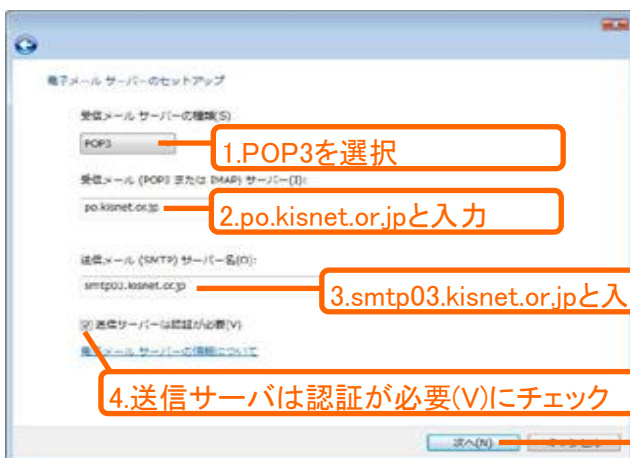 電子メール サーバーのセットアップ
受信メール サーバーの種類(S)
POP3
1.POP3を選択
受信メール (POP3 または IMAP) サーバー(I):
po.kisnet.or.jp
2.po.kisnet.or.jpと入力
送信メール (SMTP) サーバー名(O):
smtp03.kisnet.or.jp
3.smtp03.kisnet.or.jpと入
送信サーバーは認証が必要(V)
電子メール サーバーの情報について
4.送信サーバは認証が必要(V)にチェック
次へ(N)
キャンセル